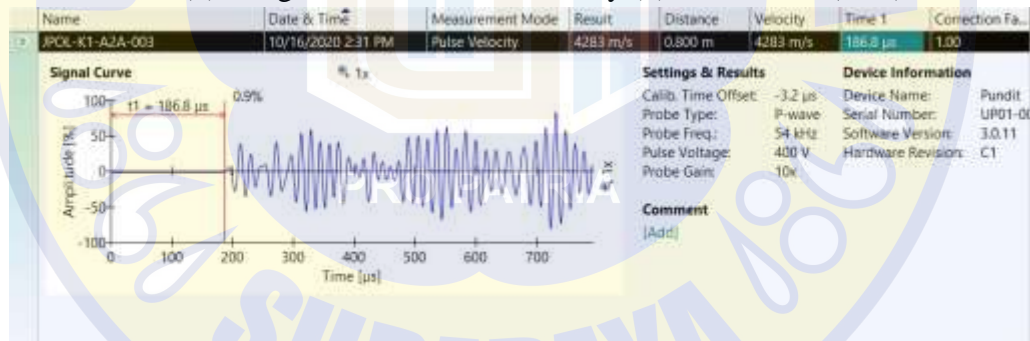 Name Date & Time Measurement Mode Result Distance Velocity Time 1 Correction Fa...
JPOL-K1-A2A-003 10/16/2020 2:31 PM Pulse Velocity 4283 m/s 0.800 m 4283 m/s 186.8 µs 1.00
Signal Curve 1x Settings & Results Device Information
t1 = 186.8 µs 0.9%
Calib. Time Offset: -3.2 µs Device Name: Pundit
Probe Type: P-wave Serial Number: UP01-00
Probe Freq.: 54 kHz Software Version: 3.0.11
Pulse Voltage: 400 V Hardware Revision: C1
Probe Gain: 10x
Comment
[Add]
Amplitude [%]
100
50
0
-50
-100
1x
0 100 200 300 400 500 600 700
Time [µs]